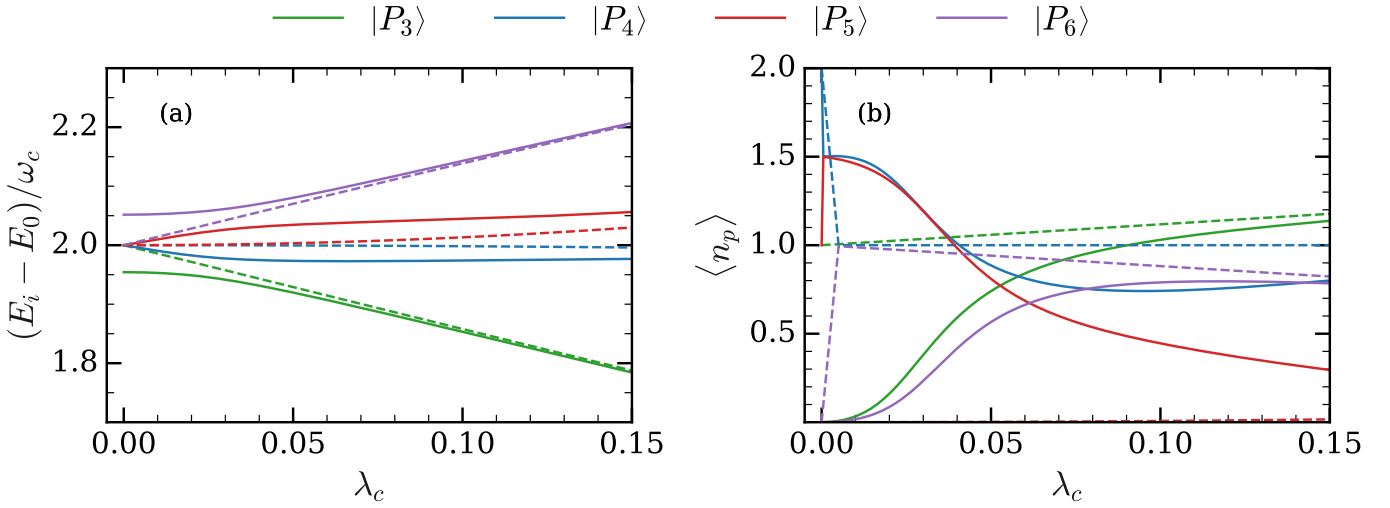 |P₃⟩ |P₄⟩ |P₅⟩ |P₆⟩
(a)
(Eᵢ − E₀)/ω_c
2.2
2.0
1.8
0.00 0.05 0.10 0.15
λ_c
(b)
⟨n_p⟩
2.0
1.5
1.0
0.5
0.00 0.05 0.10 0.15
λ_c